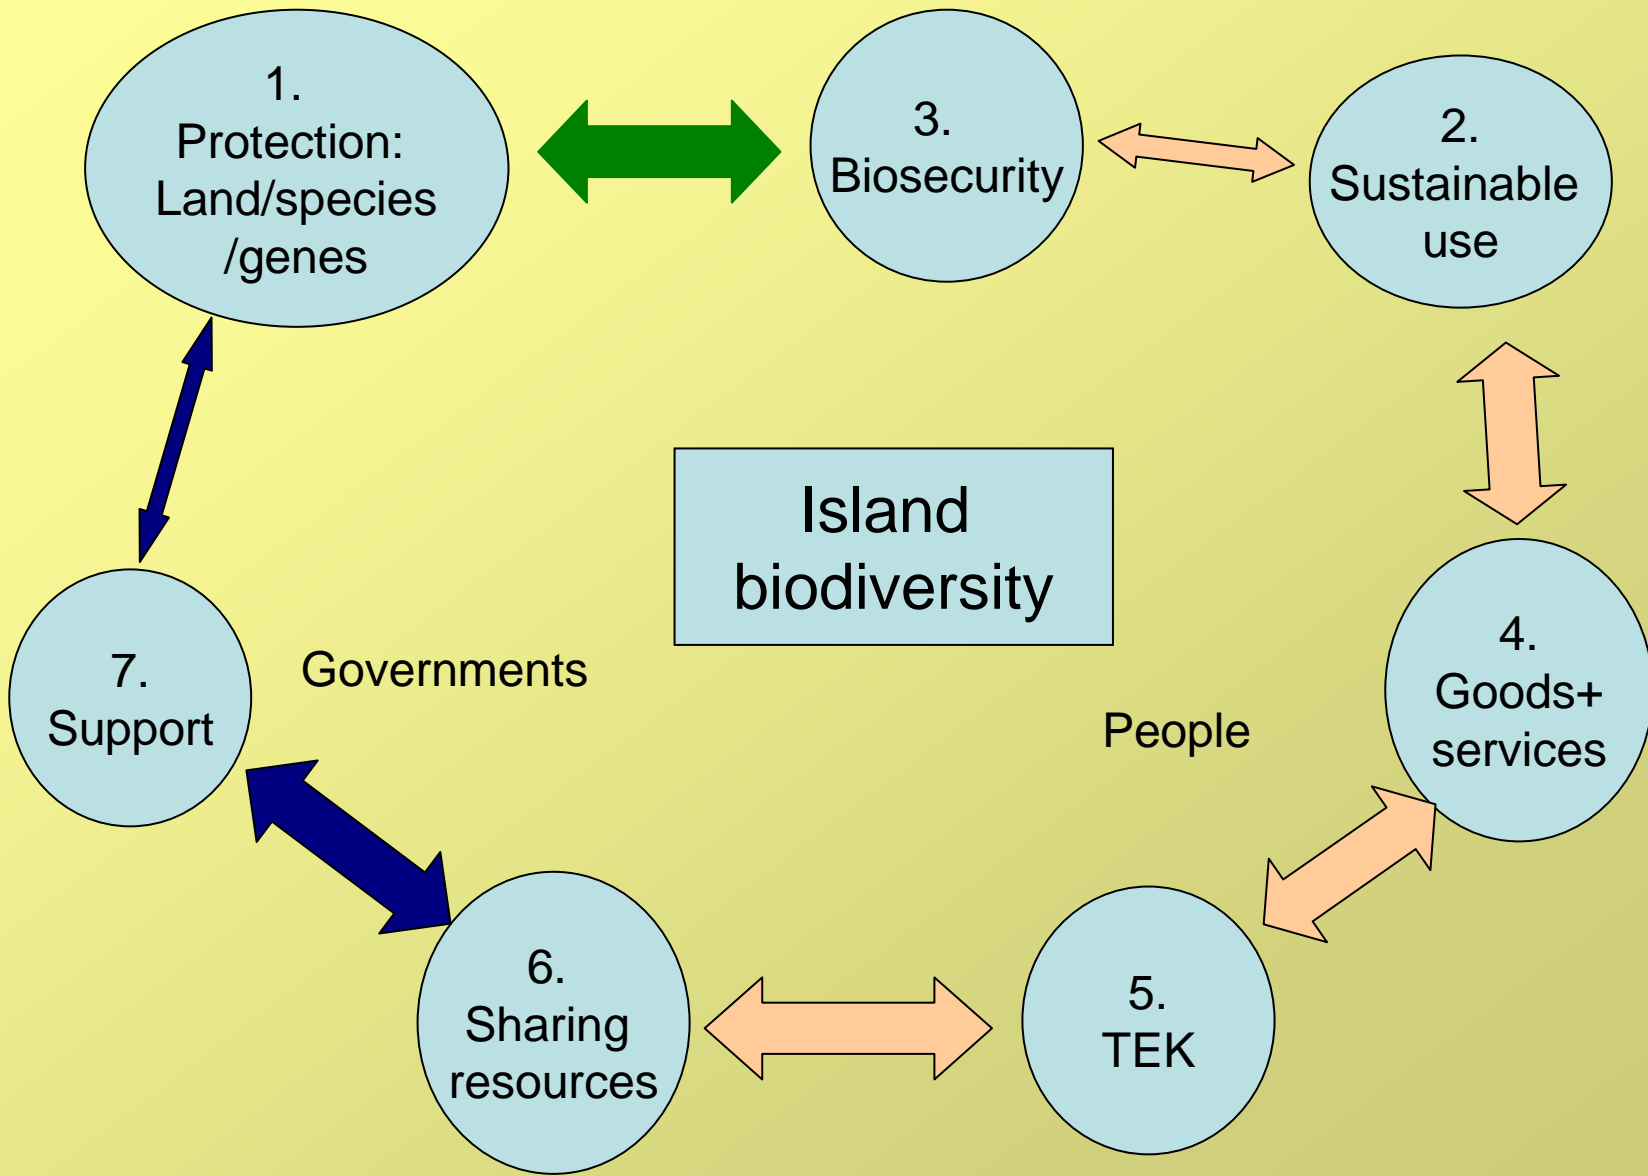 1.
Protection:
Land/species
/genes
3.
Biosecurity
2.
Sustainable
use
Island
biodiversity
7.
Support
Governments
People
4.
Goods+
services
6.
Sharing
resources
5.
TEK